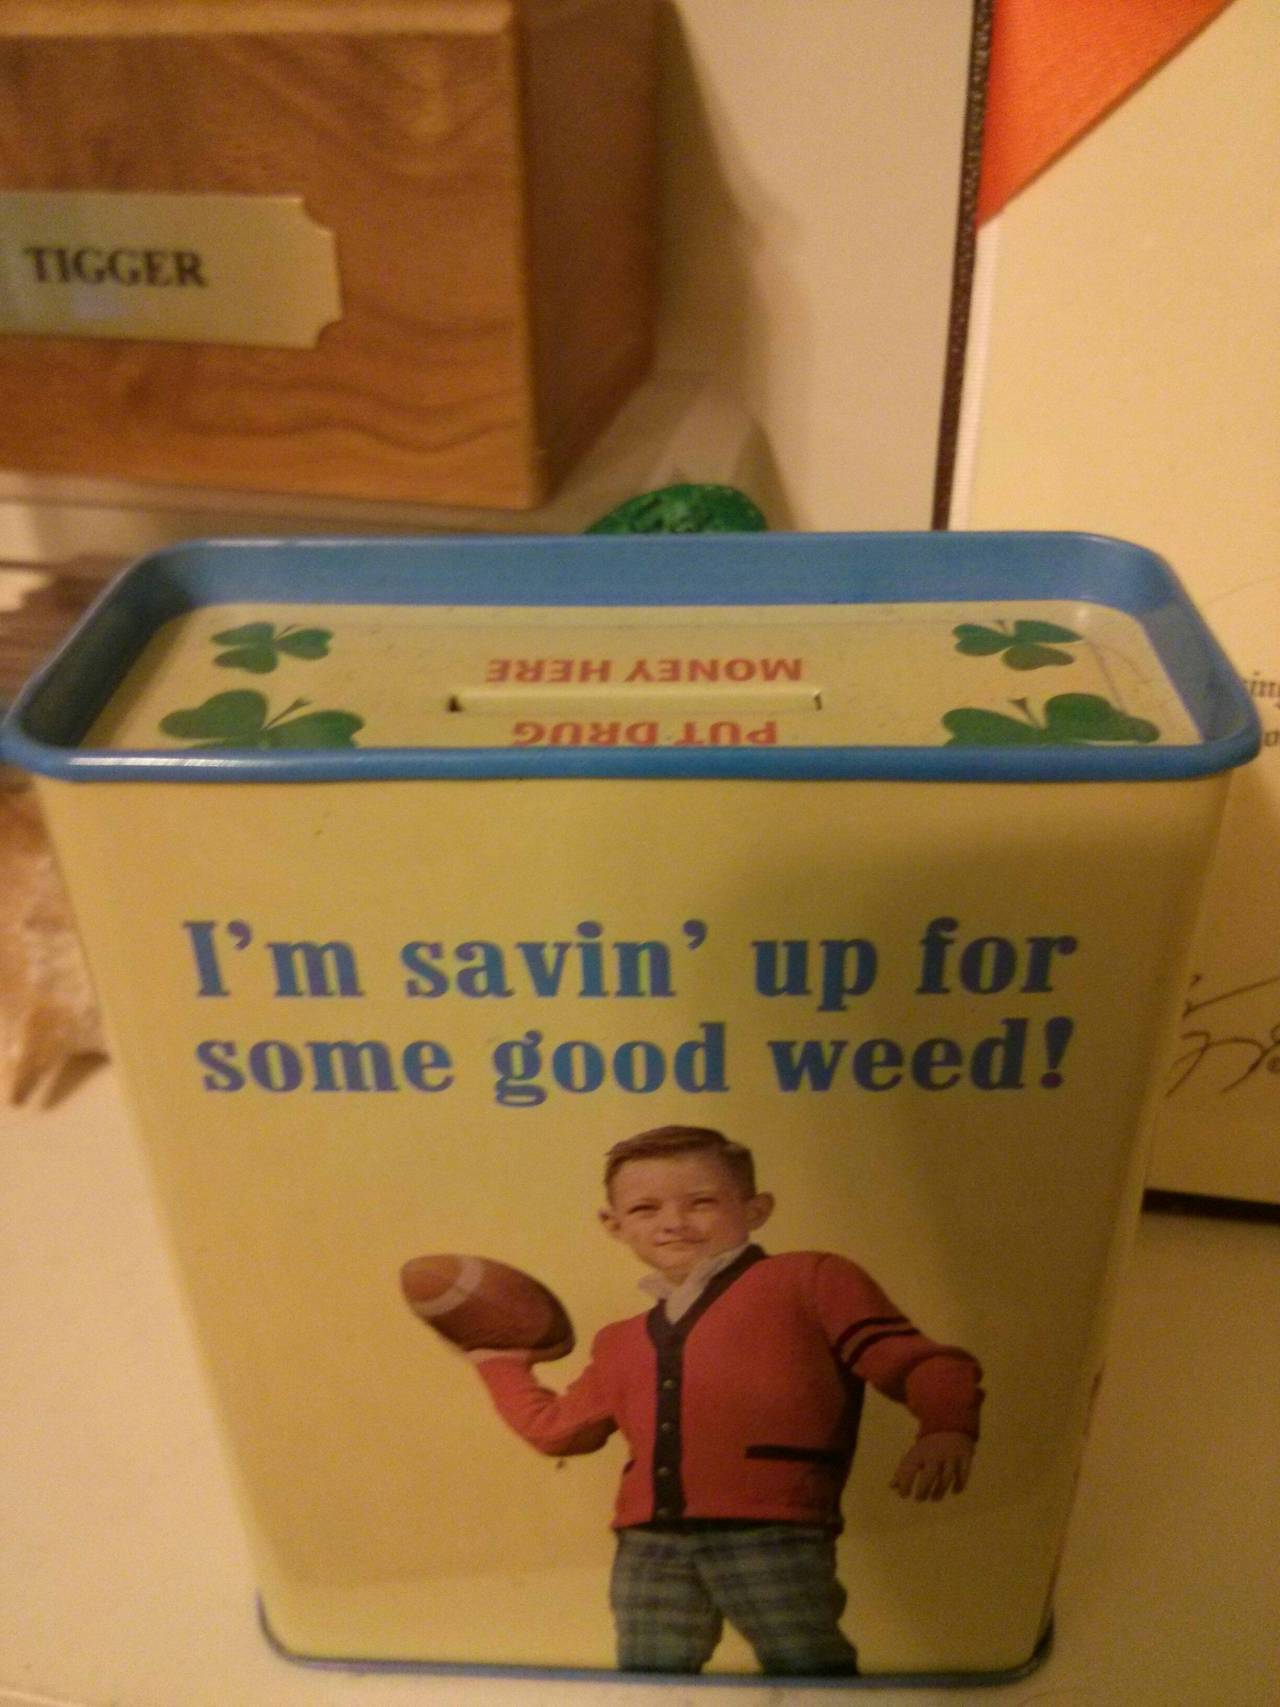 TIGGER
PUT DRUG
MONEY HERE
I'm savin' up for
some good weed!